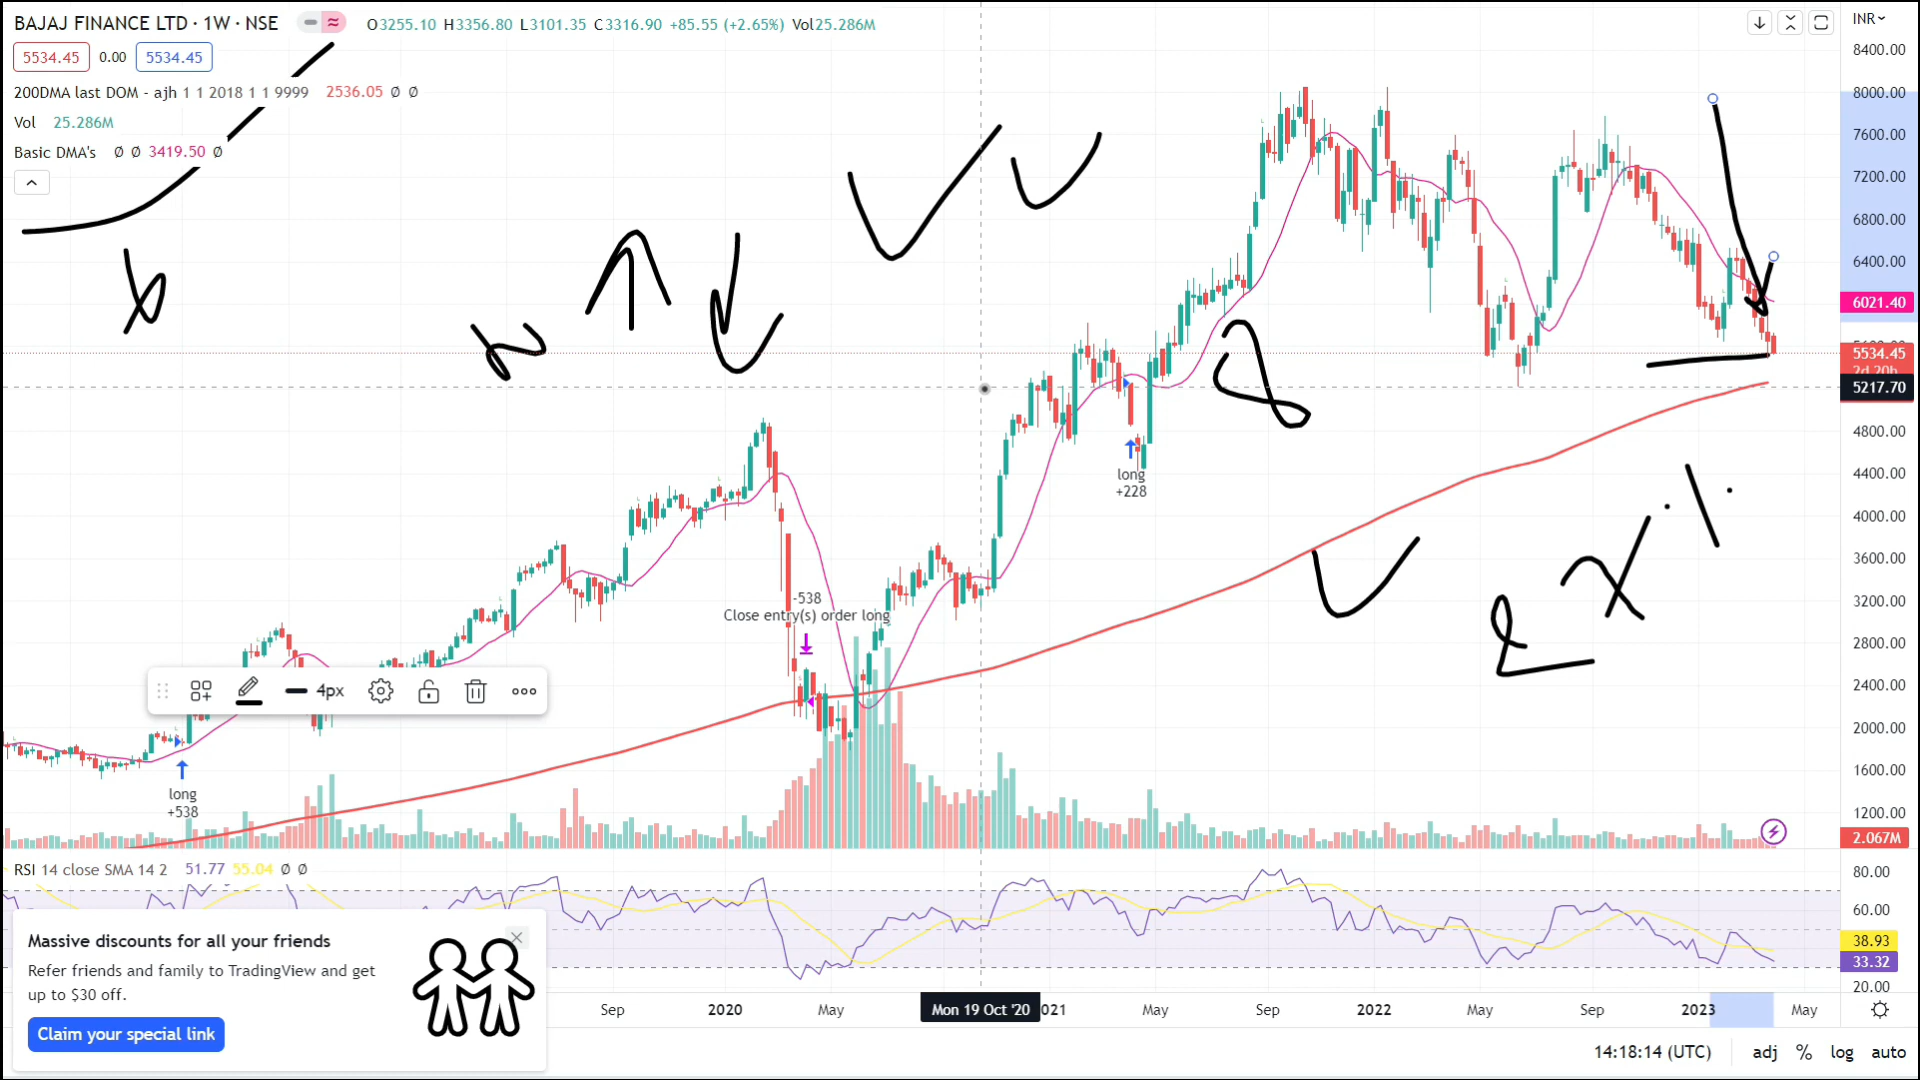 BAJAJ FINANCE LTD · 1W · NSE O3255.10 H3356.80 L3101.35 C3316.90 +85.55 (+2.65%) Vol25.286M
INR
5534.45 0.00 5534.45
200DMA last DOM - ajh 1 1 2018 1 1 9999 2536.05 Ø Ø
Vol 25.286M
Basic DMA's Ø Ø 3419.50 Ø
8400.00
8000.00
7600.00
7200.00
6800.00
6400.00
6021.40
5534.45
2d 20h
5217.70
4800.00
4400.00
4000.00
3600.00
3200.00
2800.00
2400.00
2000.00
1600.00
1200.00
2.067M
long
+228
-538
Close entry(s) order long
4px
long
+538
RSI 14 close SMA 14 2 51.77 55.04 Ø Ø
80.00
60.00
38.93
33.32
20.00
Massive discounts for all your friends
Refer friends and family to TradingView and get
up to $30 off.
Claim your special link
Sep 2020 May Mon 19 Oct '20 021 May Sep 2022 May Sep 2023 May
14:18:14 (UTC) adj % log auto